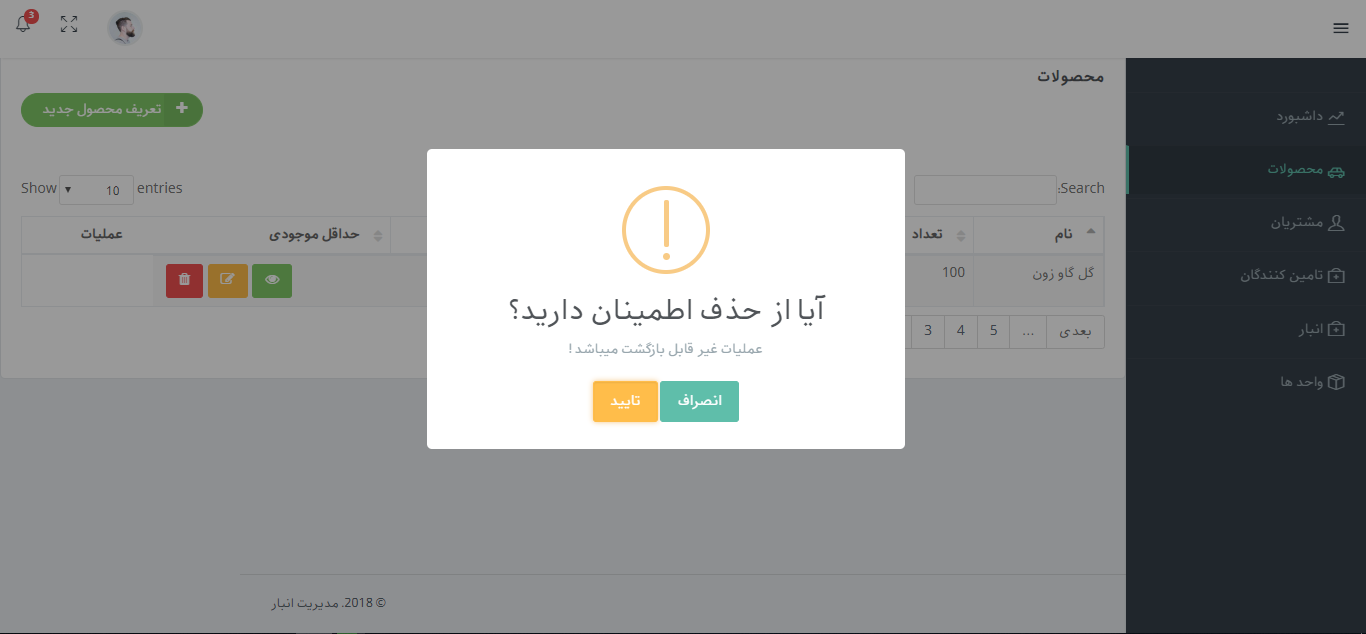 3
محصولات
+ تعریف محصول جدید
داشبورد
محصولات
مشتریان
تامین کنندگان
انبار
واحد ها
Show 10 entries
Search:
نام
تعداد
حداقل موجودی
عملیات
گل گاو زون
100
3
4
5
...
بعدی
آیا از حذف اطمینان دارید؟
عملیات غیر قابل بازگشت میباشد !
انصراف
تایید
© 2018. مدیریت انبار